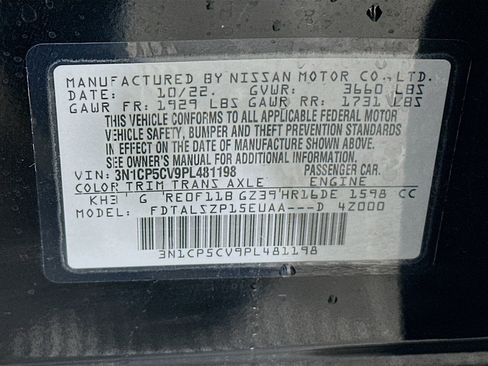 MANUFACTURED BY NISSAN MOTOR CO., LTD.
DATE: 10/22. GVWR: 3660 LBS
GAWR FR: 1929 LBS GAWR RR: 1731 LBS
THIS VEHICLE CONFORMS TO ALL APPLICABLE FEDERAL MOTOR
VEHICLE SAFETY, BUMPER AND THEFT PREVENTION STANDARDS
IN EFFECT ON THE DATE OF MANUFACTURE SHOWN ABOVE.
SEE OWNER'S MANUAL FOR ADDITIONAL INFORMATION
VIN: 3N1CP5CV9PL481198 PASSENGER CAR.
COLOR TRIM TRANS AXLE ENGINE
KH3 G RE0F11B GZ39 HR16DE 1598 CC
MODEL: FDTALSZP15EUAA---D 4Z000
3N1CP5CV9PL481198